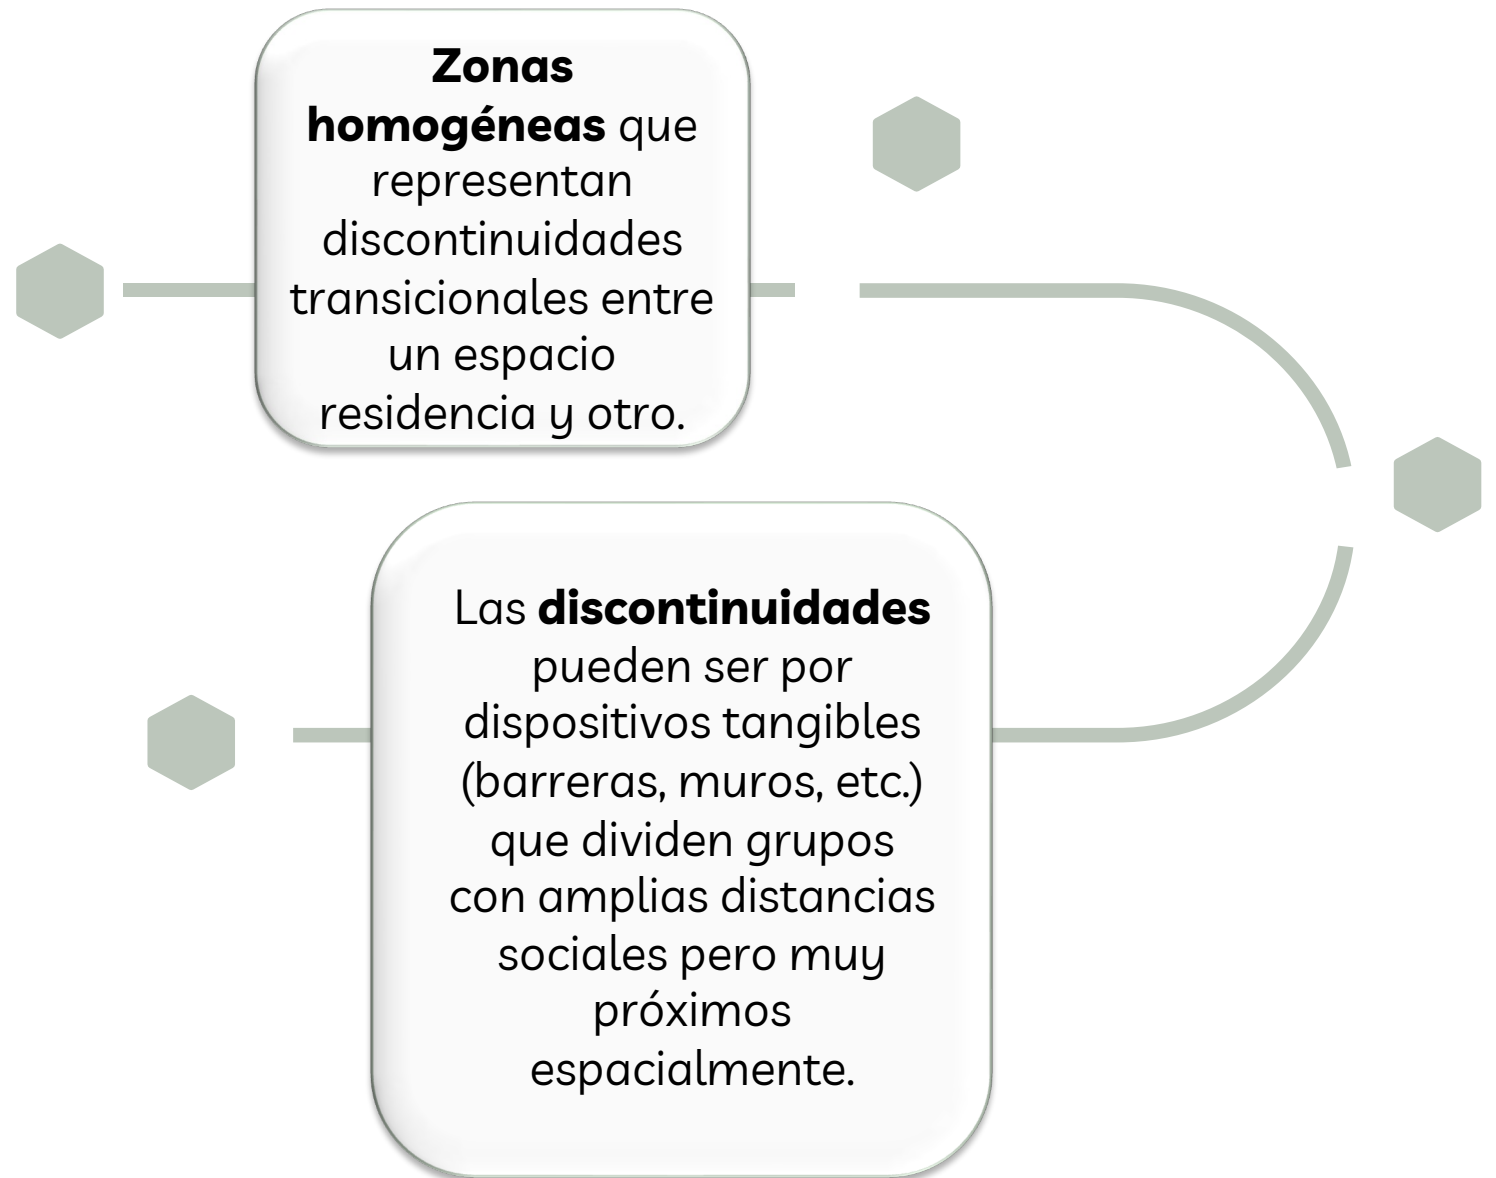 Zonas
homogéneas que
representan
discontinuidades
transicionales entre
un espacio
residencia y otro.
Las discontinuidades
pueden ser por
dispositivos tangibles
(barreras, muros, etc.)
que dividen grupos
con amplias distancias
sociales pero muy
próximos
espacialmente.